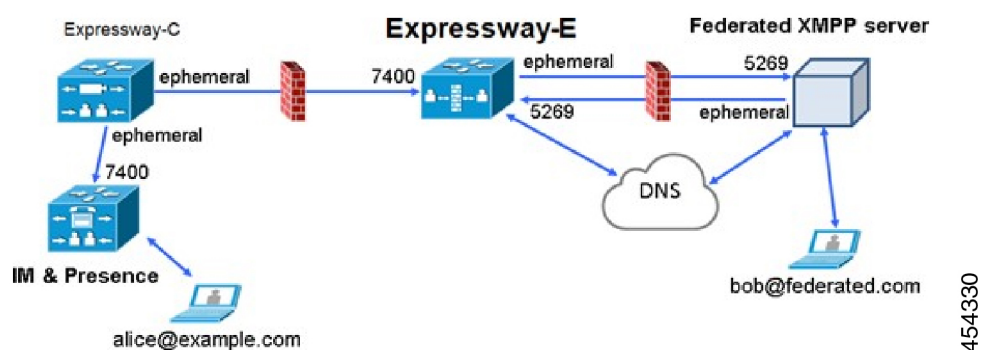 Expressway-C
Expressway-E
Federated XMPP server
ephemeral
7400
ephemeral
5269
5269
ephemeral
ephemeral
7400
DNS
IM & Presence
alice@example.com
bob@federated.com
454330